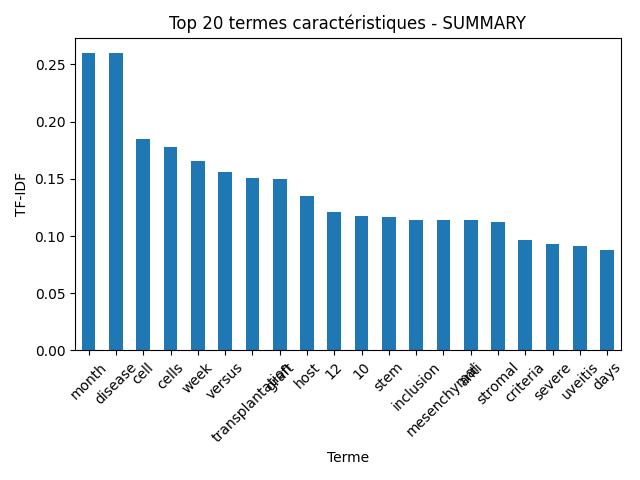 Top 20 termes caractéristiques - SUMMARY
TF-IDF
0.25
0.20
0.15
0.10
0.05
0.00
month
disease
cell
cells
week
versus
transplantation
graft
host
12
10
stem
inclusion
mesenchymal
anti
stromal
criteria
severe
uveitis
days
Terme